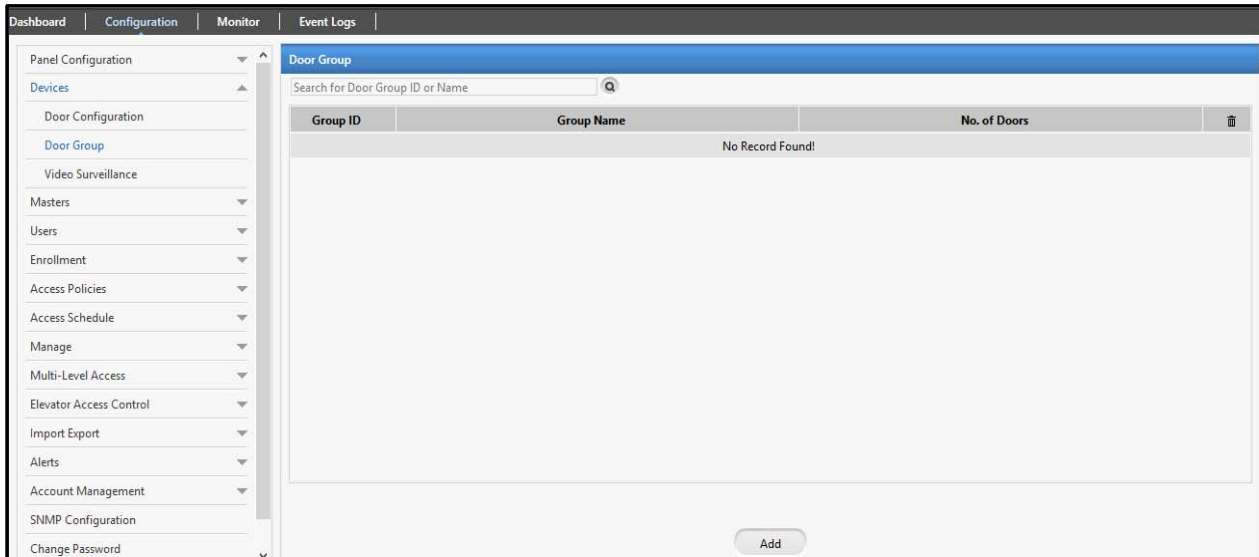 Dashboard | Configuration | Monitor | Event Logs |
Panel Configuration
Devices
Door Configuration
Door Group
Video Surveillance
Masters
Users
Enrollment
Access Policies
Access Schedule
Manage
Multi-Level Access
Elevator Access Control
Import Export
Alerts
Account Management
SNMP Configuration
Change Password
Door Group
Search for Door Group ID or Name
Group ID Group Name No. of Doors
No Record Found!
Add